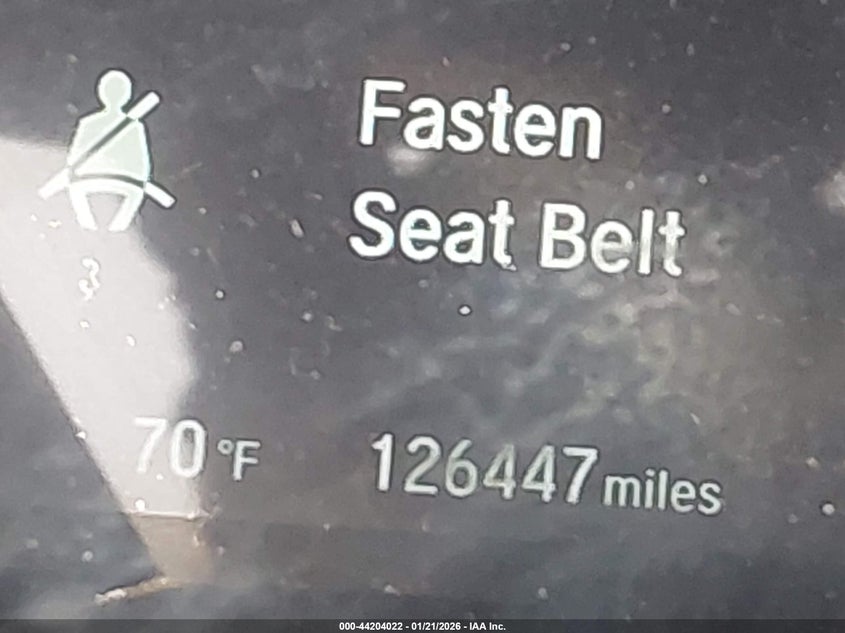 Fasten
Seat Belt
70°F 126447 miles
000-44204022 - 01/21/2026 - IAA Inc.